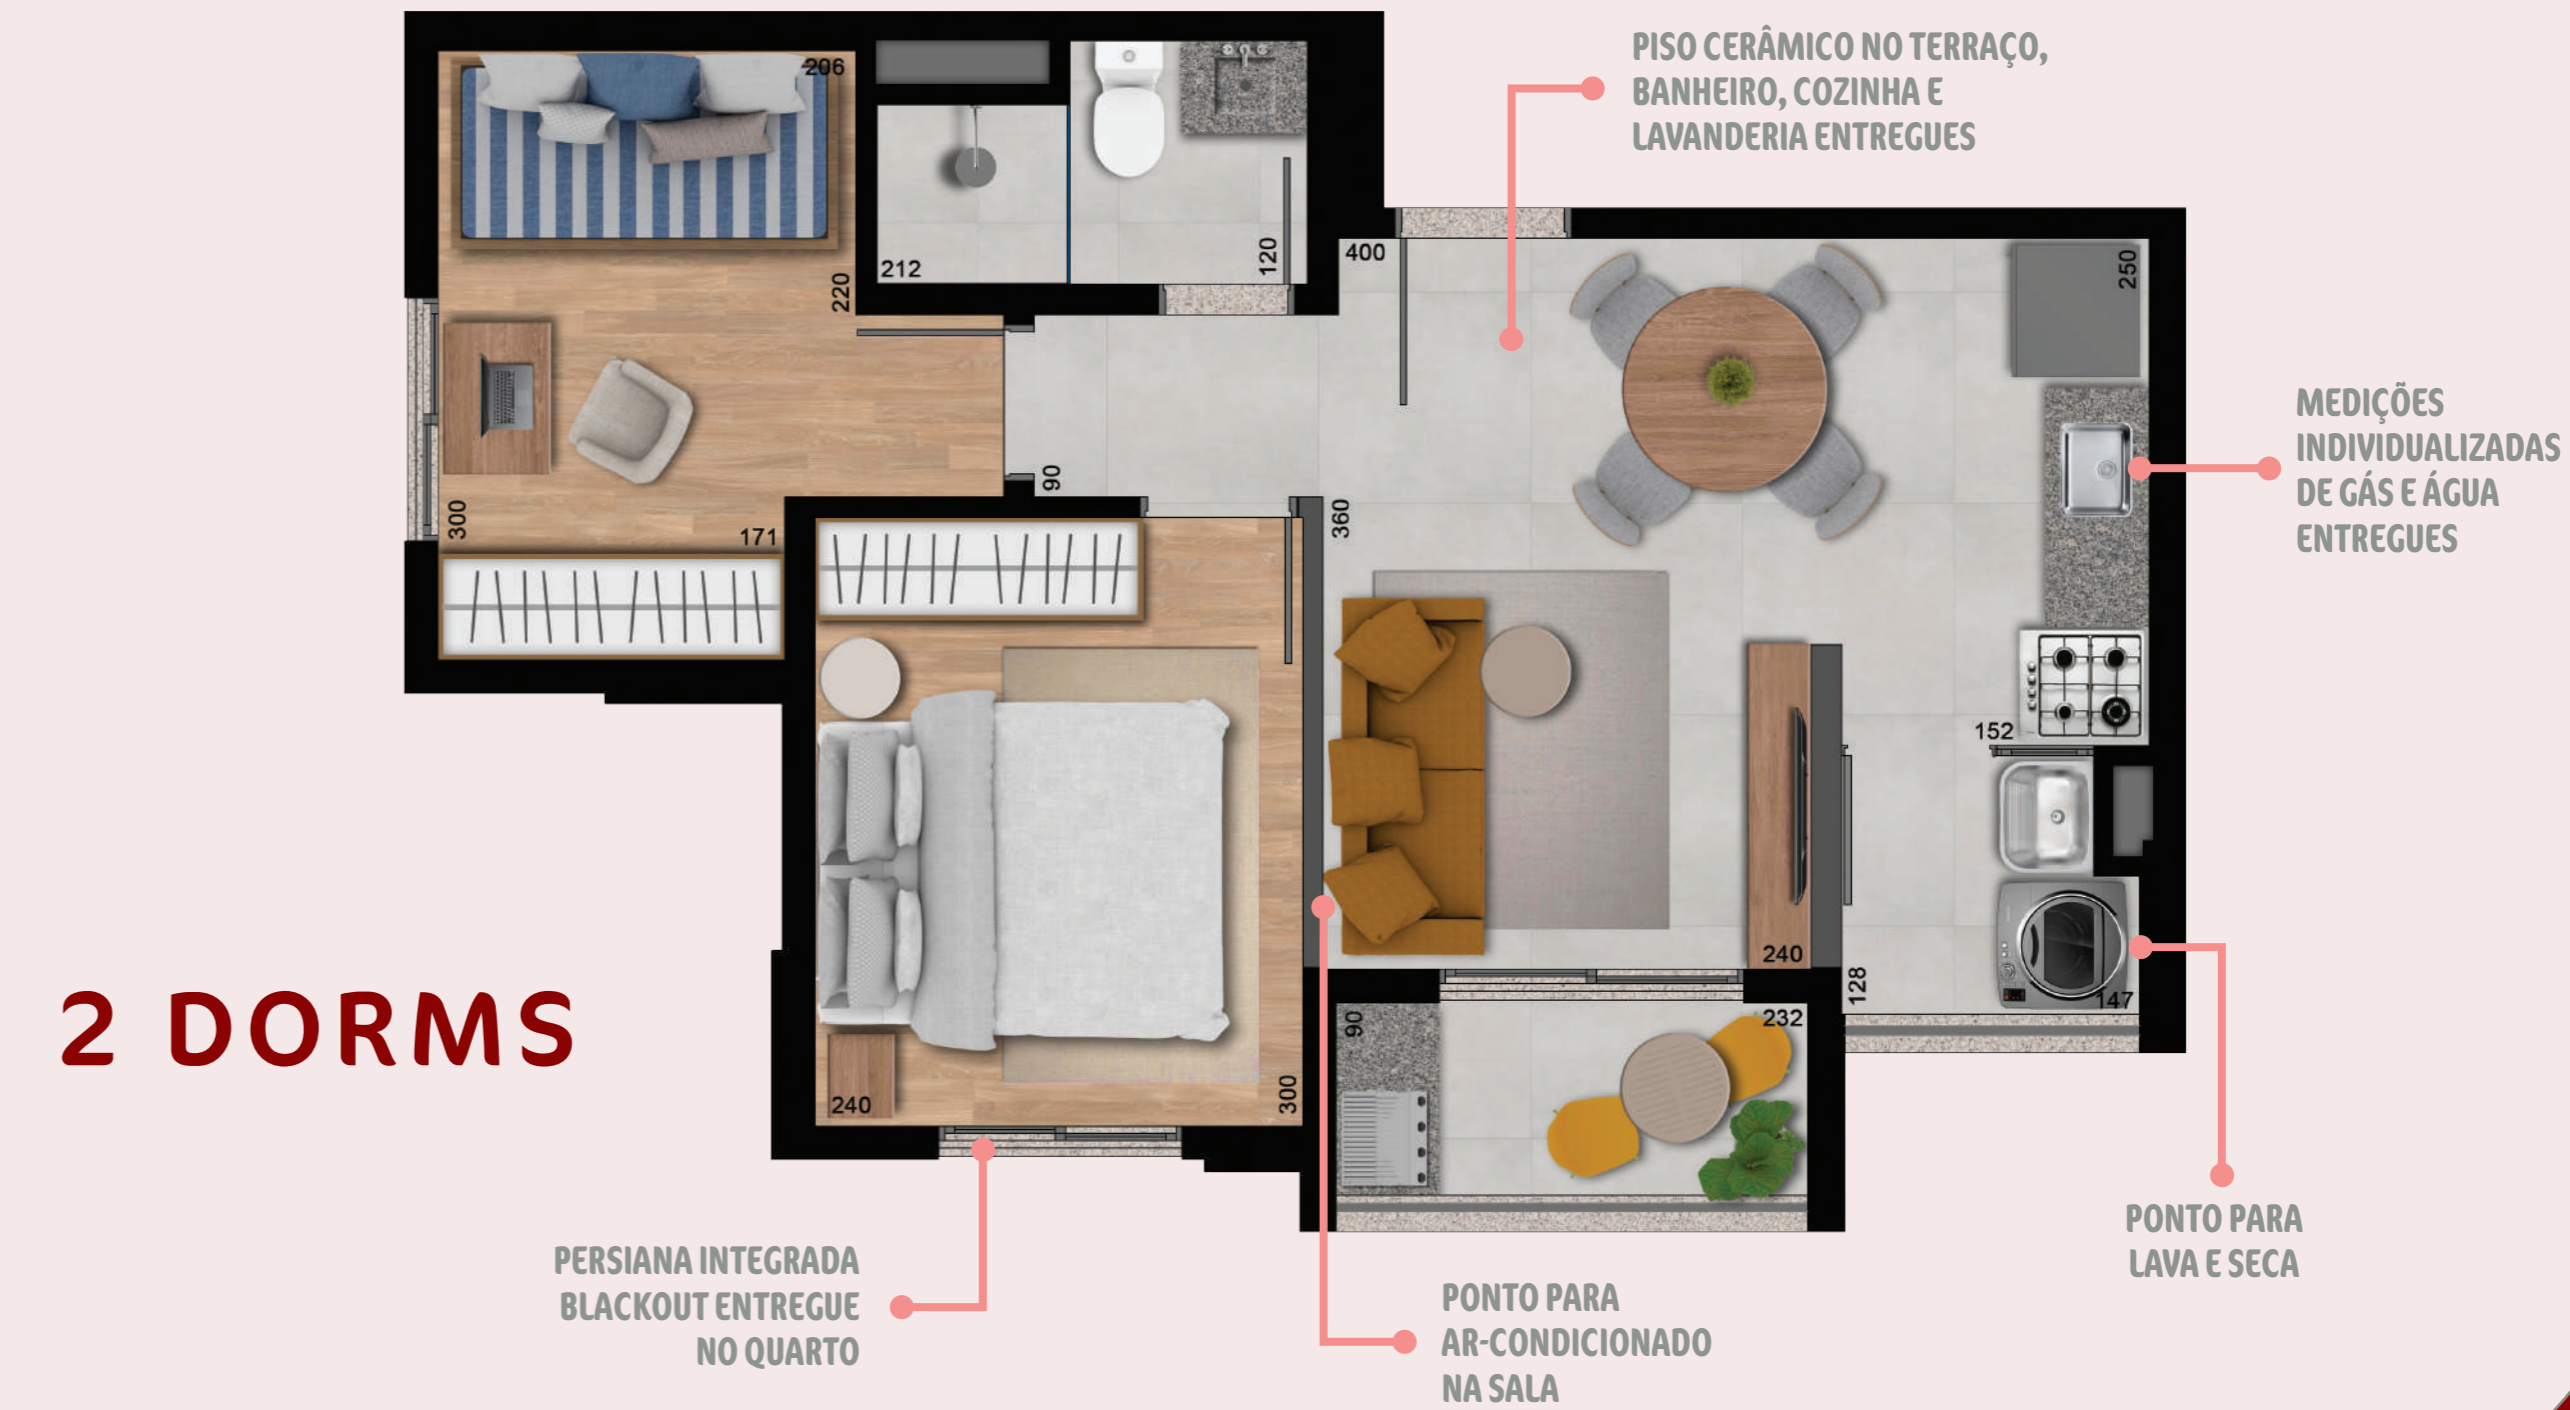 PISO CERÂMICO NO TERRAÇO,
BANHEIRO, COZINHA E
LAVANDERIA ENTREGUES
206
212
120
220
400
250
MEDIÇÕES
INDIVIDUALIZADAS
DE GÁS E ÁGUA
ENTREGUES
300
171
90
360
152
240
128
147
90
232
240
300
2 DORMS
PERSIANA INTEGRADA
BLACKOUT ENTREGUE
NO QUARTO
PONTO PARA
AR-CONDICIONADO
NA SALA
PONTO PARA
LAVA E SECA